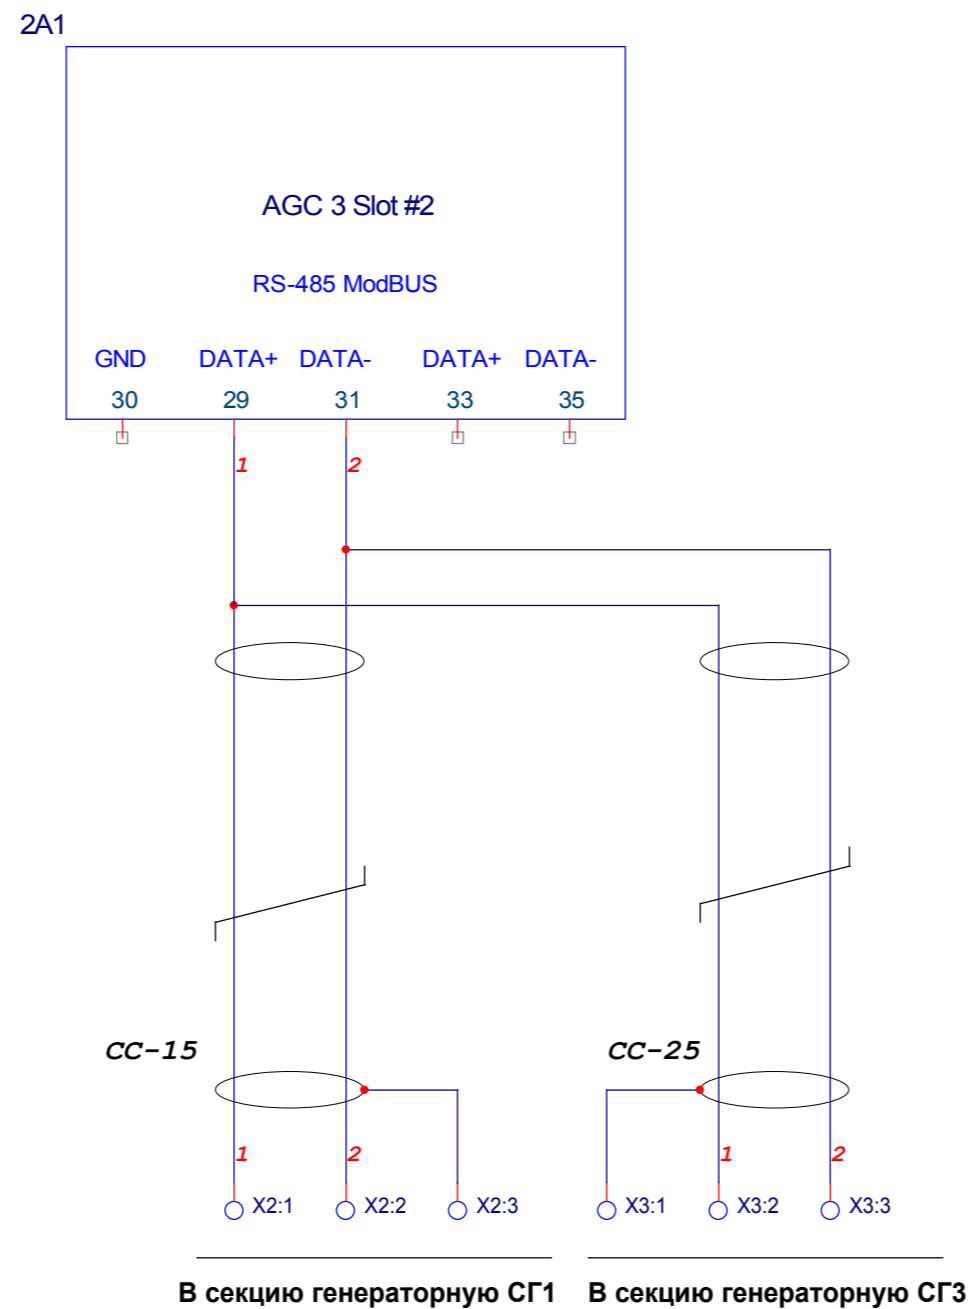 2A1
AGC 3 Slot #2
RS-485 ModBUS
GND DATA+ DATA- DATA+ DATA-
30 29 31 33 35
1 2
CC-15 CC-25
1 2 1 2
X2:1 X2:2 X2:3 X3:1 X3:2 X3:3
В секцию генераторную СГ1 В секцию генераторную СГ3